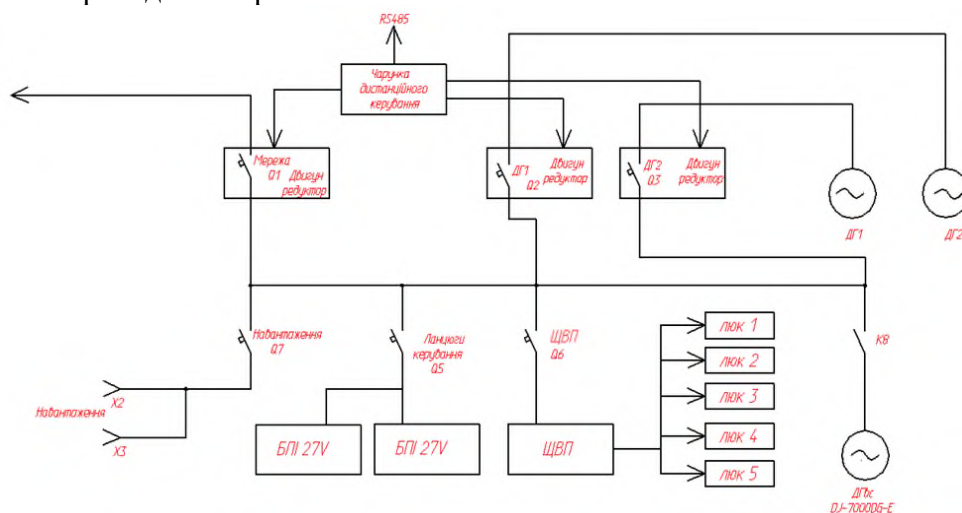 RS485
Чарунка
дистанційного
керування
Мережа
Q1 Двигун
редуктор
ДГ1
Q2
Двигун
редуктор
ДГ2
Q3
Двигун
редуктор
ДГ1
ДГ2
Навантаження
Q7
Ланцюги
керування
Q5
ЩВП
Q6
К8
люк 1
люк 2
люк 3
люк 4
люк 5
X2
Навантаження
X3
БПІ 27V
БПІ 27V
ЩВП
ДГвс
DJ-7000DG-E